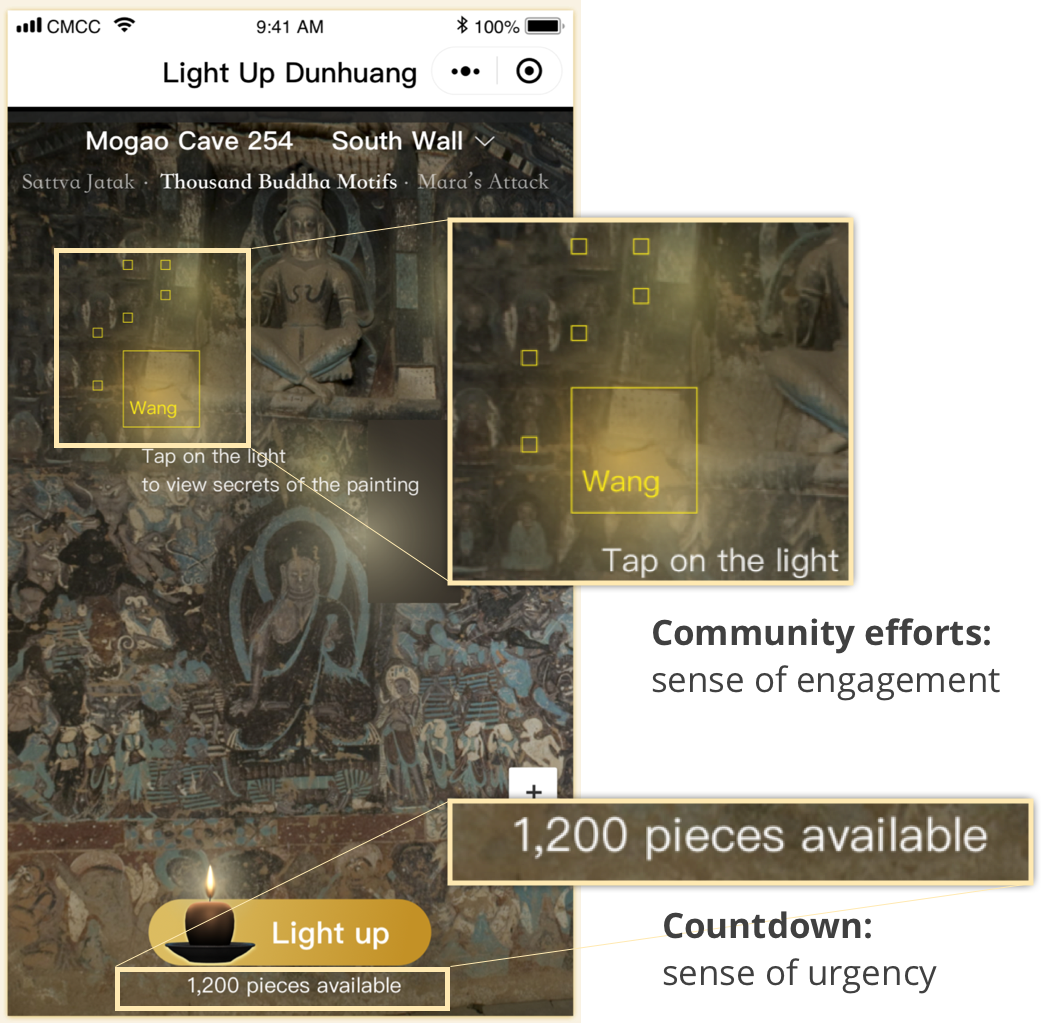 CMCC 9:41 AM 100%
Light Up Dunhuang
Mogao Cave 254 South Wall
Sattva Jatak · Thousand Buddha Motifs · Mara's Attack
Wang
Tap on the light
to view secrets of the painting
Wang
Tap on the light
Community efforts:
sense of engagement
+
1,200 pieces available
Light up
1,200 pieces available
Countdown:
sense of urgency